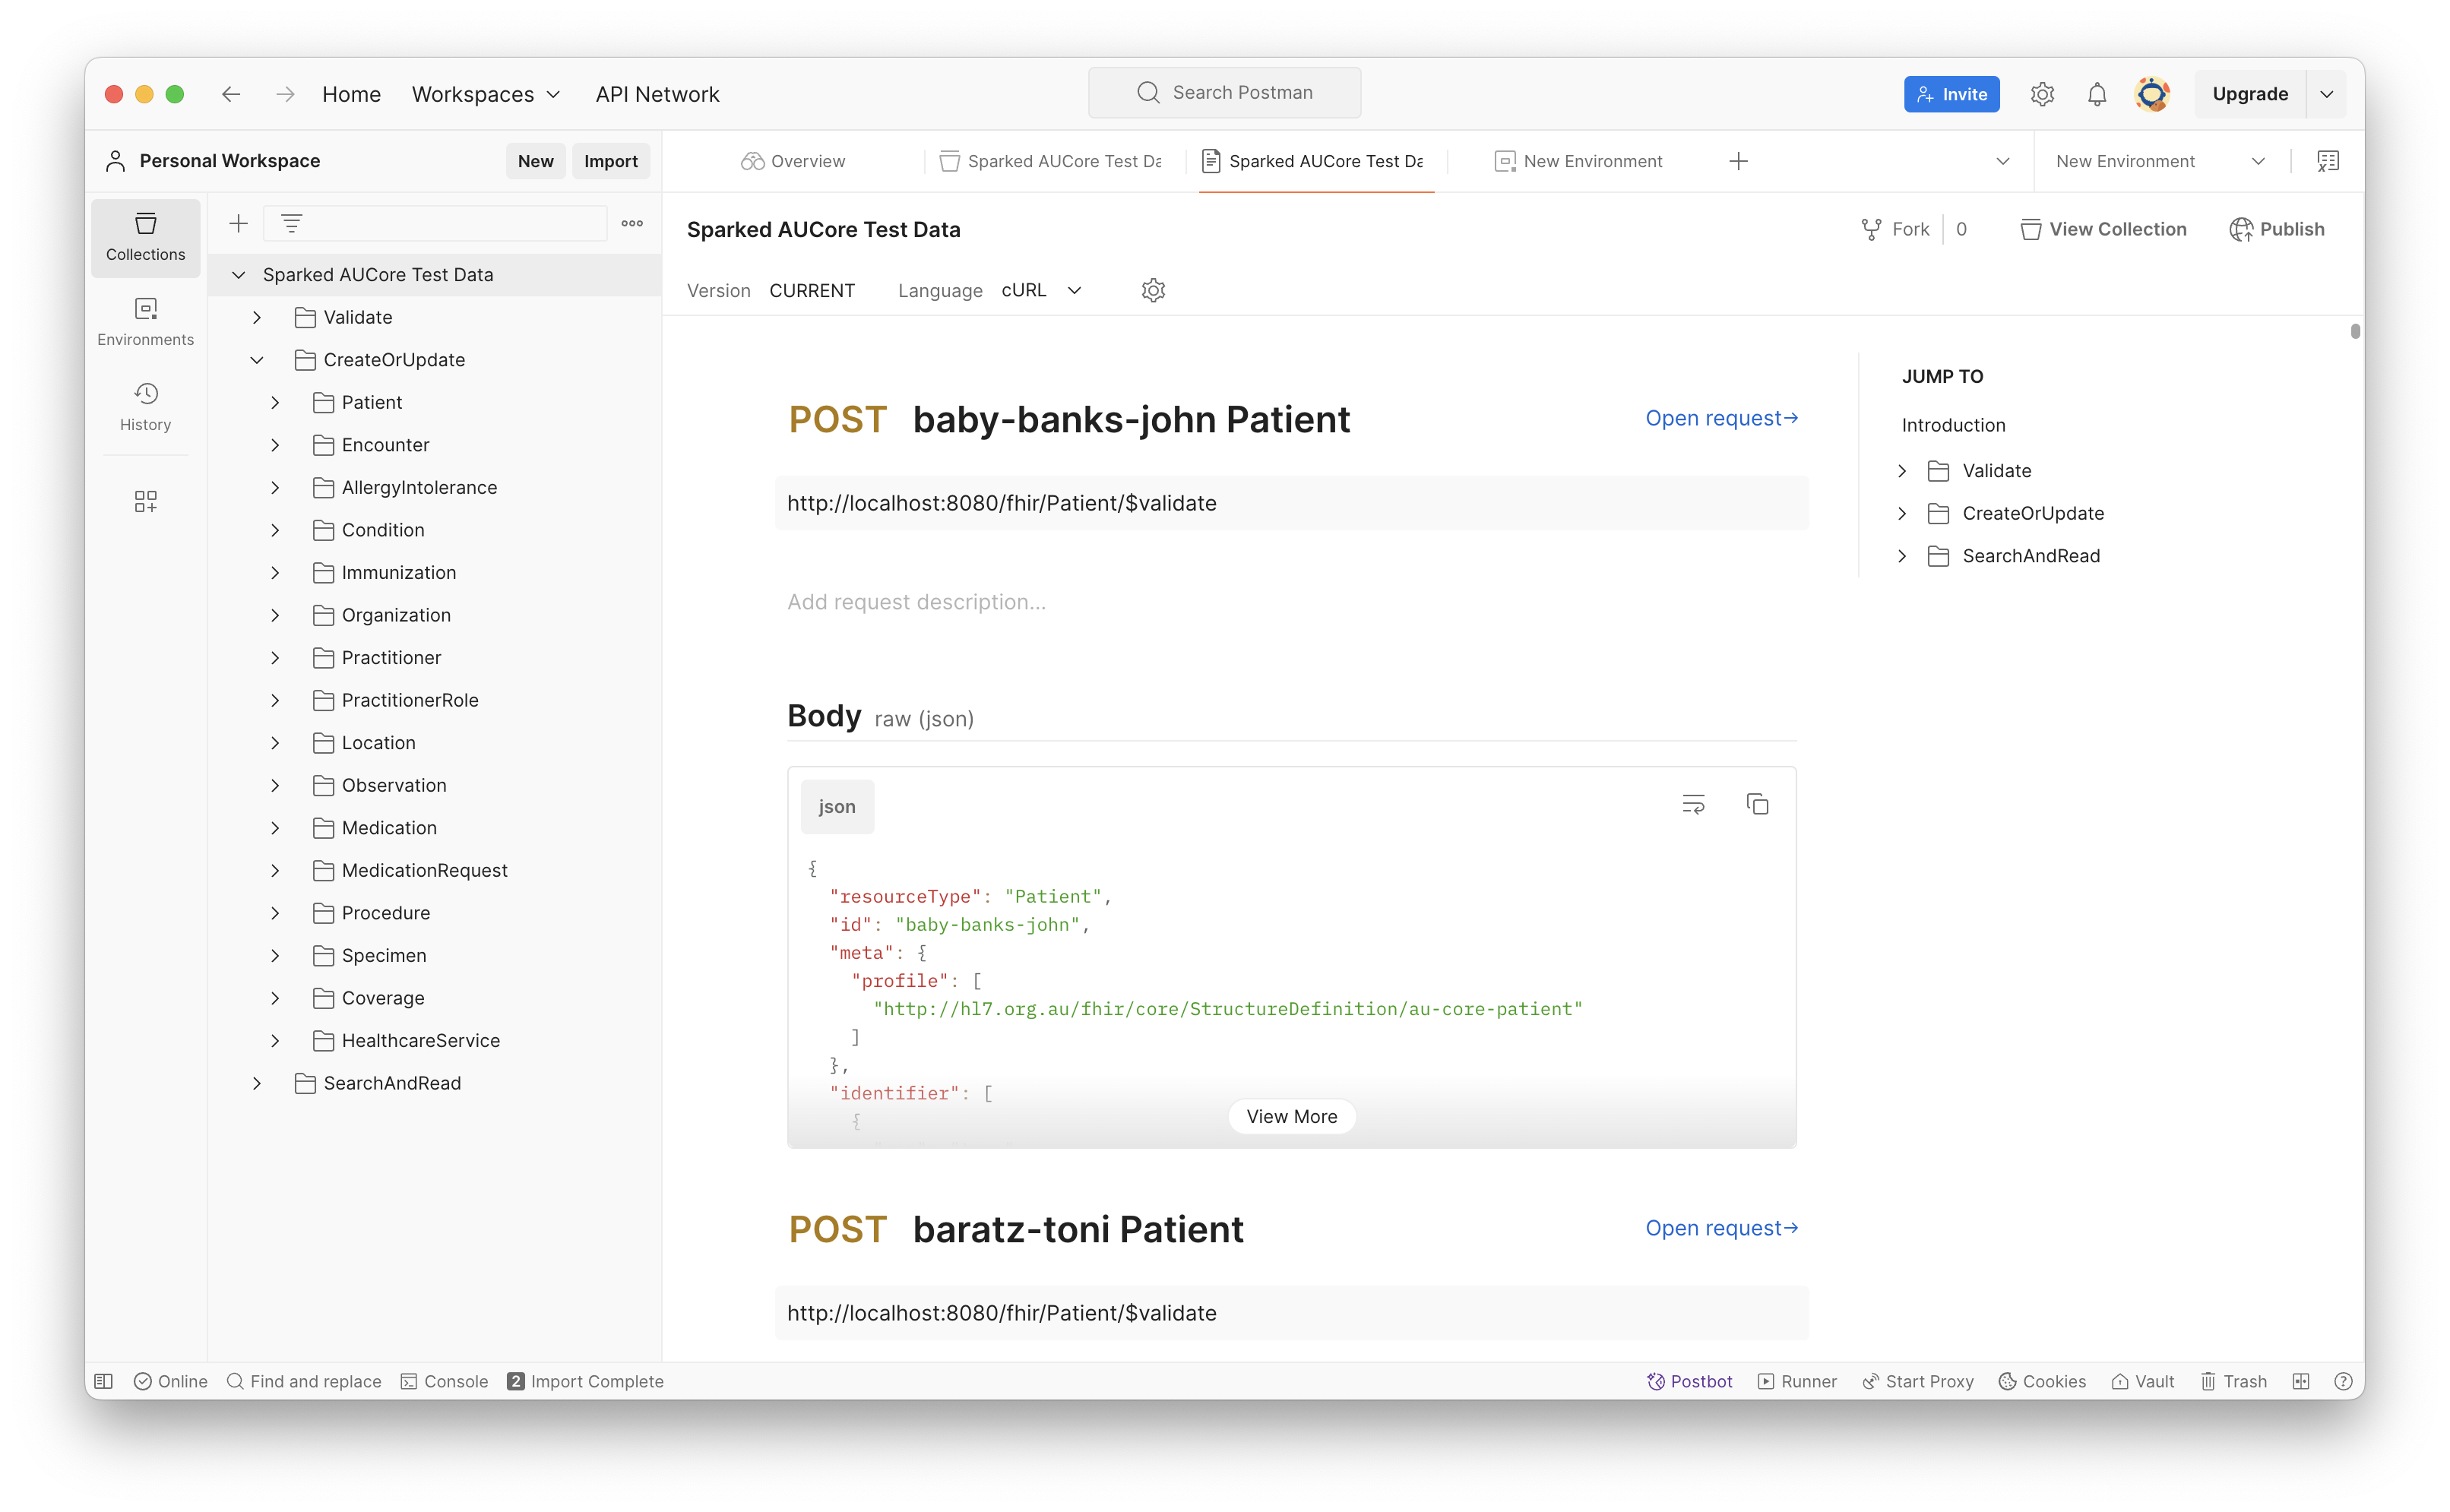 Home Workspaces API Network
Search Postman
Invite
Upgrade
Personal Workspace
New Import
Overview
Sparked AUCore Test Da
Sparked AUCore Test Da
New Environment
New Environment
Collections
Environments
History
Sparked AUCore Test Data
Validate
CreateOrUpdate
Patient
Encounter
AllergyIntolerance
Condition
Immunization
Organization
Practitioner
PractitionerRole
Location
Observation
Medication
MedicationRequest
Procedure
Specimen
Coverage
HealthcareService
SearchAndRead
Sparked AUCore Test Data
Fork 0
View Collection
Publish
Version CURRENT Language cURL
POST baby-banks-john Patient
Open request→
http://localhost:8080/fhir/Patient/$validate
Add request description...
Body raw (json)
json
{
"resourceType": "Patient",
"id": "baby-banks-john",
"meta": {
"profile": [
"http://hl7.org.au/fhir/core/StructureDefinition/au-core-patient"
]
},
"identifier": [
{
View More
POST baratz-toni Patient
Open request→
http://localhost:8080/fhir/Patient/$validate
JUMP TO
Introduction
Validate
CreateOrUpdate
SearchAndRead
Online Find and replace Console 2 Import Complete
Postbot Runner Start Proxy Cookies Vault Trash